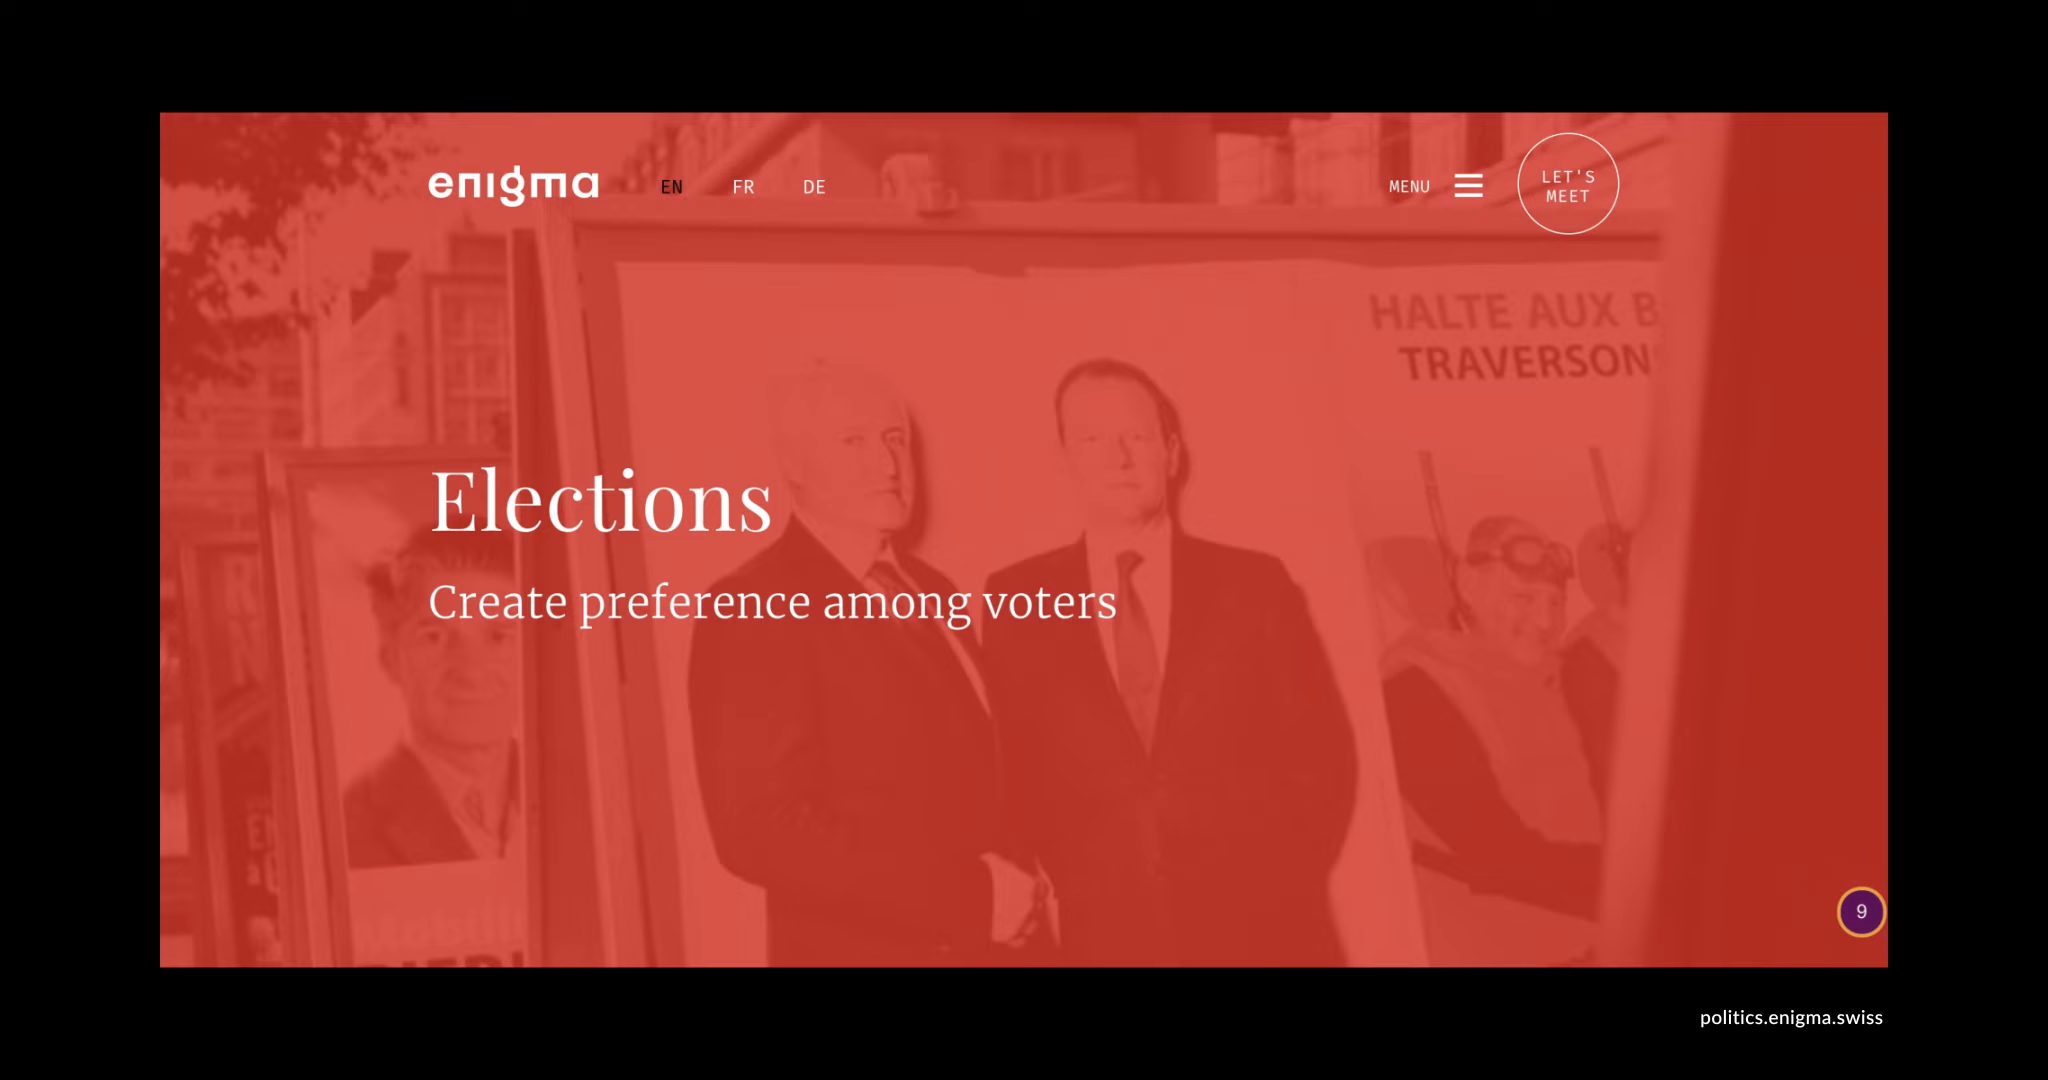 enigma
EN FR DE
MENU
LET'S
MEET
HALTE AUX B
TRAVERSON
Elections
Create preference among voters
9
politics.enigma.swiss